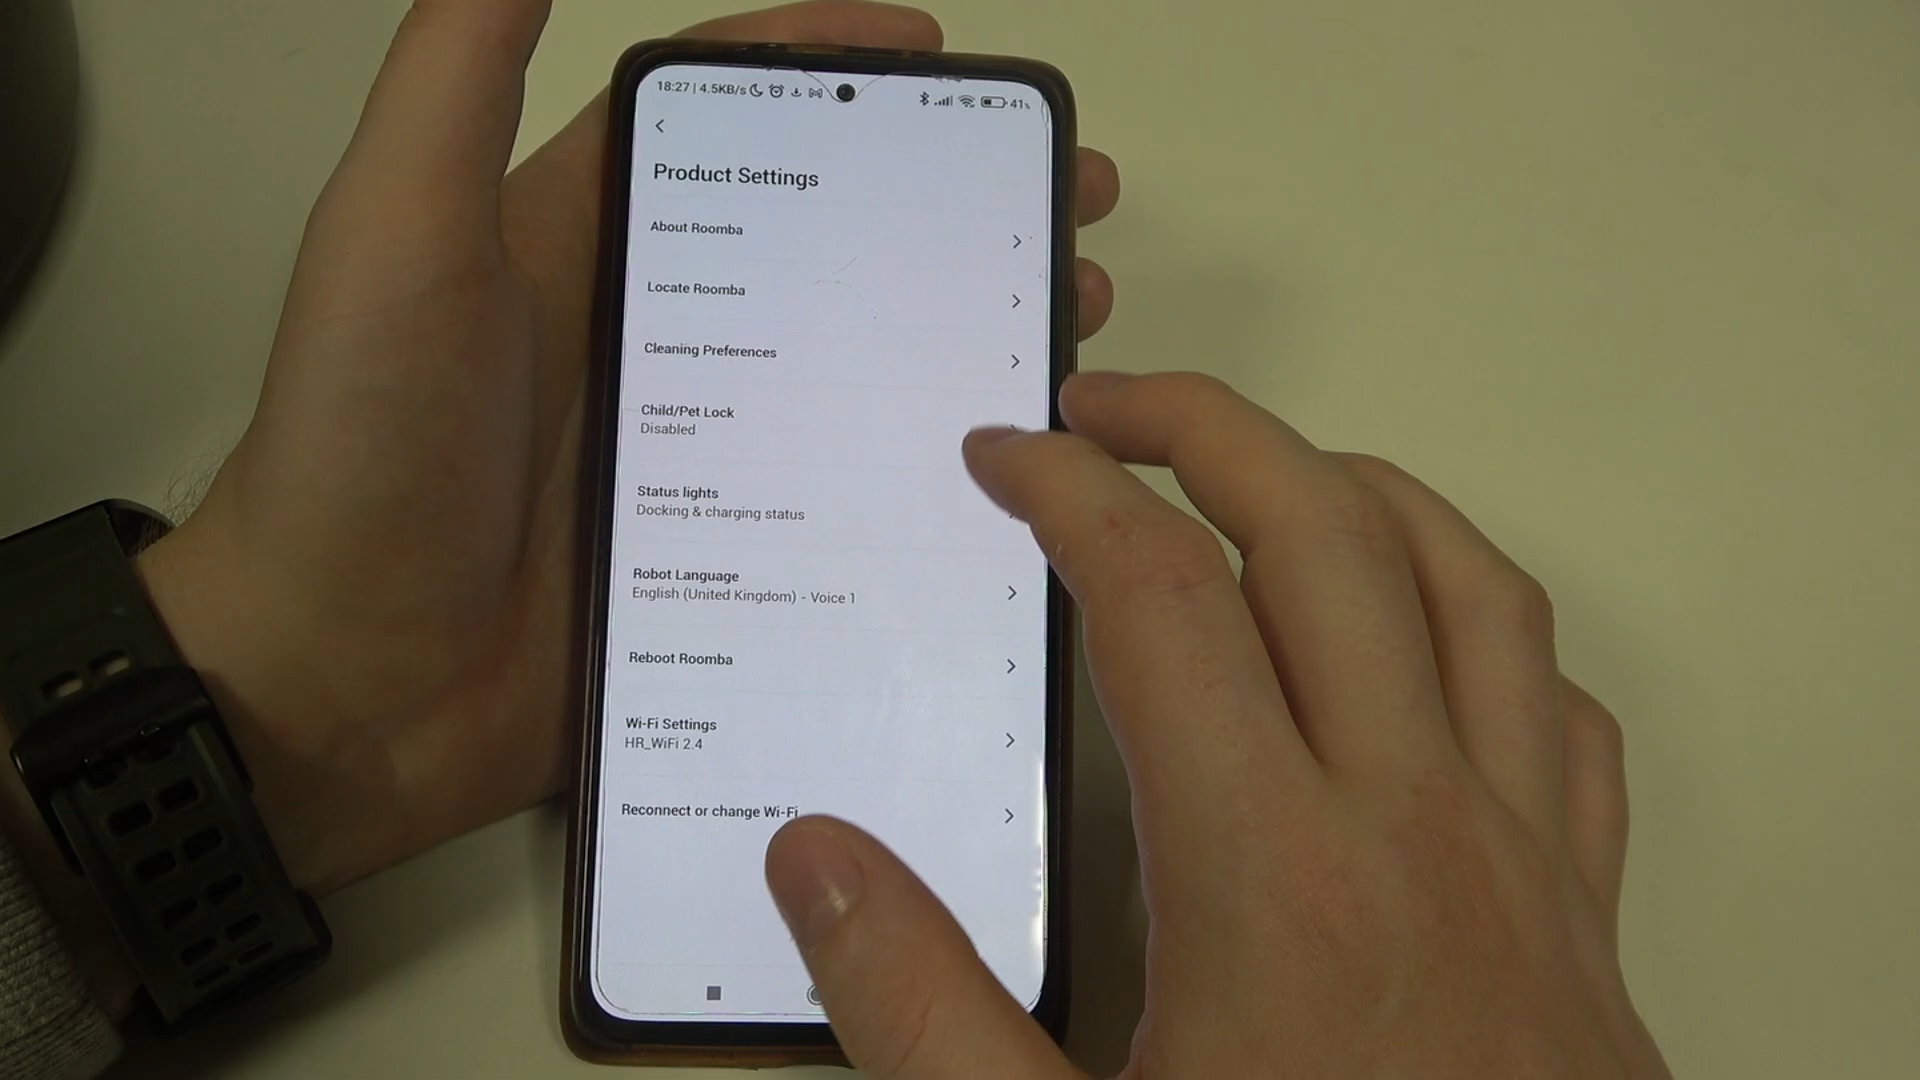 18:27 | 4.5KB/s 41%
Product Settings
About Roomba
Locate Roomba
Cleaning Preferences
Child/Pet Lock
Disabled
Status lights
Docking & charging status
Robot Language
English (United Kingdom) - Voice 1
Reboot Roomba
Wi-Fi Settings
HR_WiFi 2.4
Reconnect or change Wi-Fi